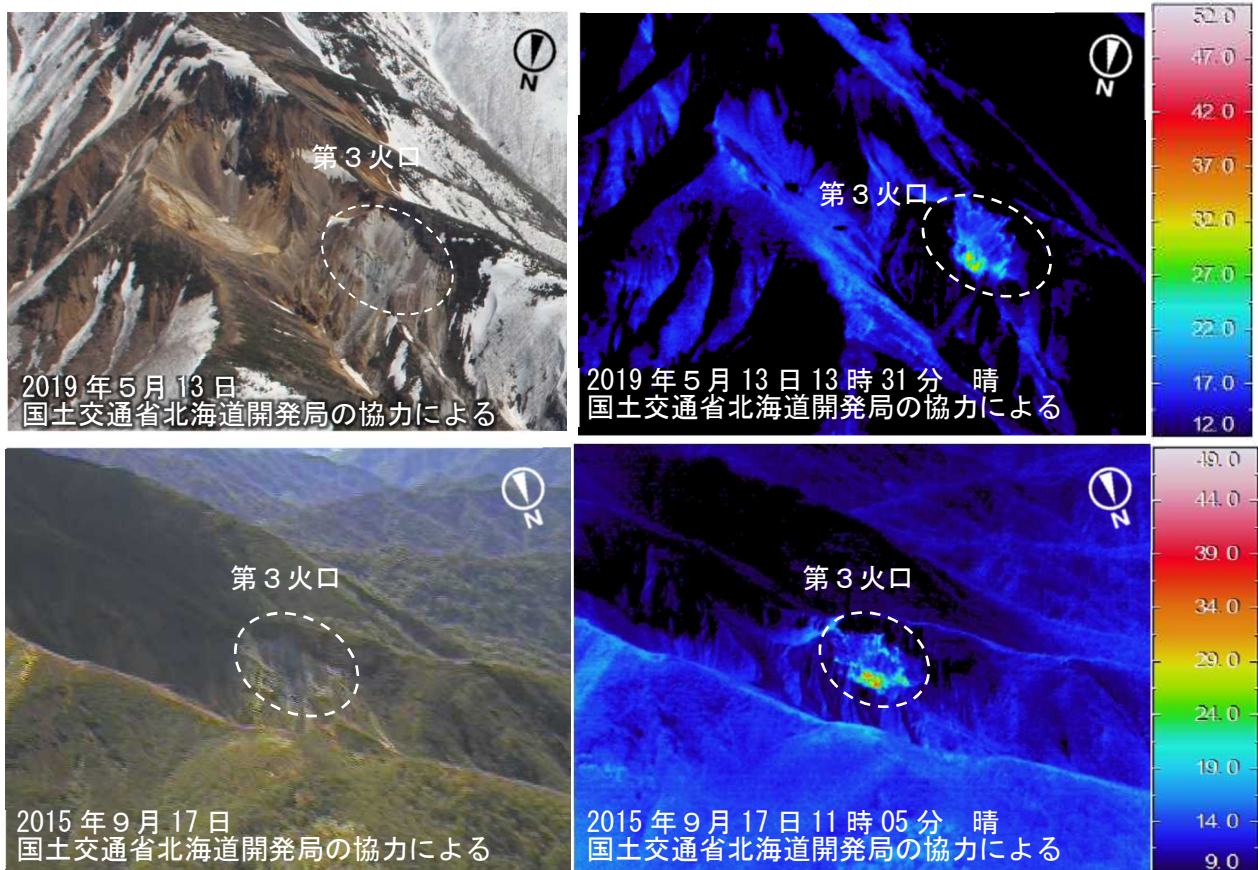 N
第３火口
2019 年５月 13 日
国土交通省北海道開発局の協力による
N
第３火口
2019 年５月 13 日 13 時 31 分　晴
国土交通省北海道開発局の協力による
52.0
47.0
42.0
37.0
32.0
27.0
22.0
17.0
12.0
N
第３火口
2015 年９月 17 日
国土交通省北海道開発局の協力による
N
第３火口
2015 年９月 17 日 11 時 05 分　晴
国土交通省北海道開発局の協力による
49.0
44.0
39.0
34.0
29.0
24.0
19.0
14.0
9.0